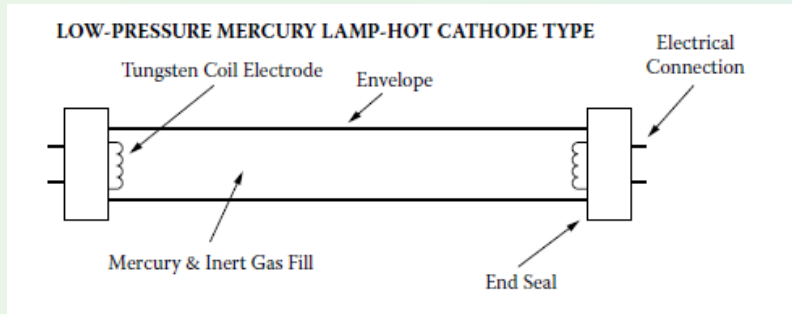 LOW-PRESSURE MERCURY LAMP-HOT CATHODE TYPE
Electrical
Connection
Tungsten Coil Electrode
Envelope
Mercury & Inert Gas Fill
End Seal